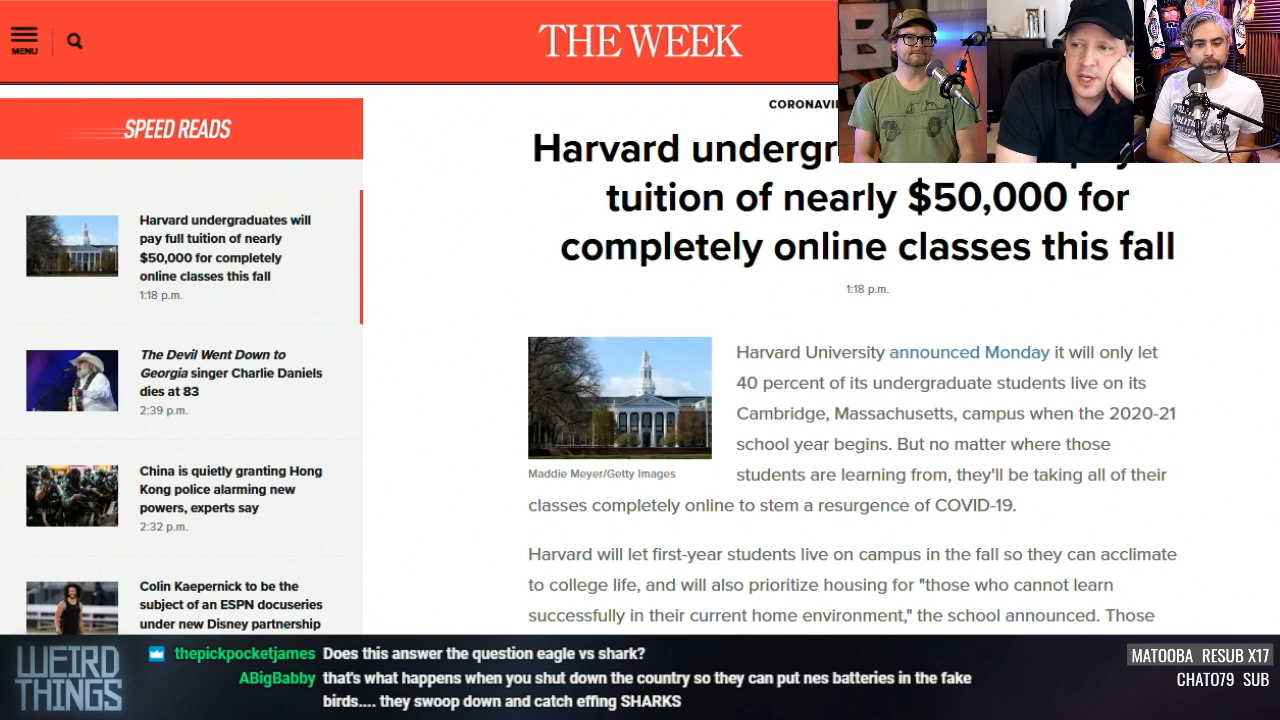 MENU
THE WEEK
SPEED READS
Harvard undergraduates will
pay full tuition of nearly
$50,000 for completely
online classes this fall
1:18 p.m.
The Devil Went Down to
Georgia singer Charlie Daniels
dies at 83
2:39 p.m.
China is quietly granting Hong
Kong police alarming new
powers, experts say
2:32 p.m.
Colin Kaepernick to be the
subject of an ESPN docuseries
under new Disney partnership
Harvard
tuition of nearly $50,000 for
completely online classes this fall
1:18 p.m.
Maddie Meyer/Getty Images
Harvard University announced Monday it will only let
40 percent of its undergraduate students live on its
Cambridge, Massachusetts, campus when the 2020-21
school year begins. But no matter where those
students are learning from, they'll be taking all of their
classes completely online to stem a resurgence of COVID-19.
Harvard will let first-year students live on campus in the fall so they can acclimate
to college life, and will also prioritize housing for "those who cannot learn
successfully in their current home environment," the school announced. Those
WEIRD
THINGS
thepickpocketjames Does this answer the question eagle vs shark?
ABigBabby that's what happens when you shut down the country so they can put nes batteries in the fake
birds.... they swoop down and catch effing SHARKS
MATOOBA RESUB X17
CHATO79 SUB